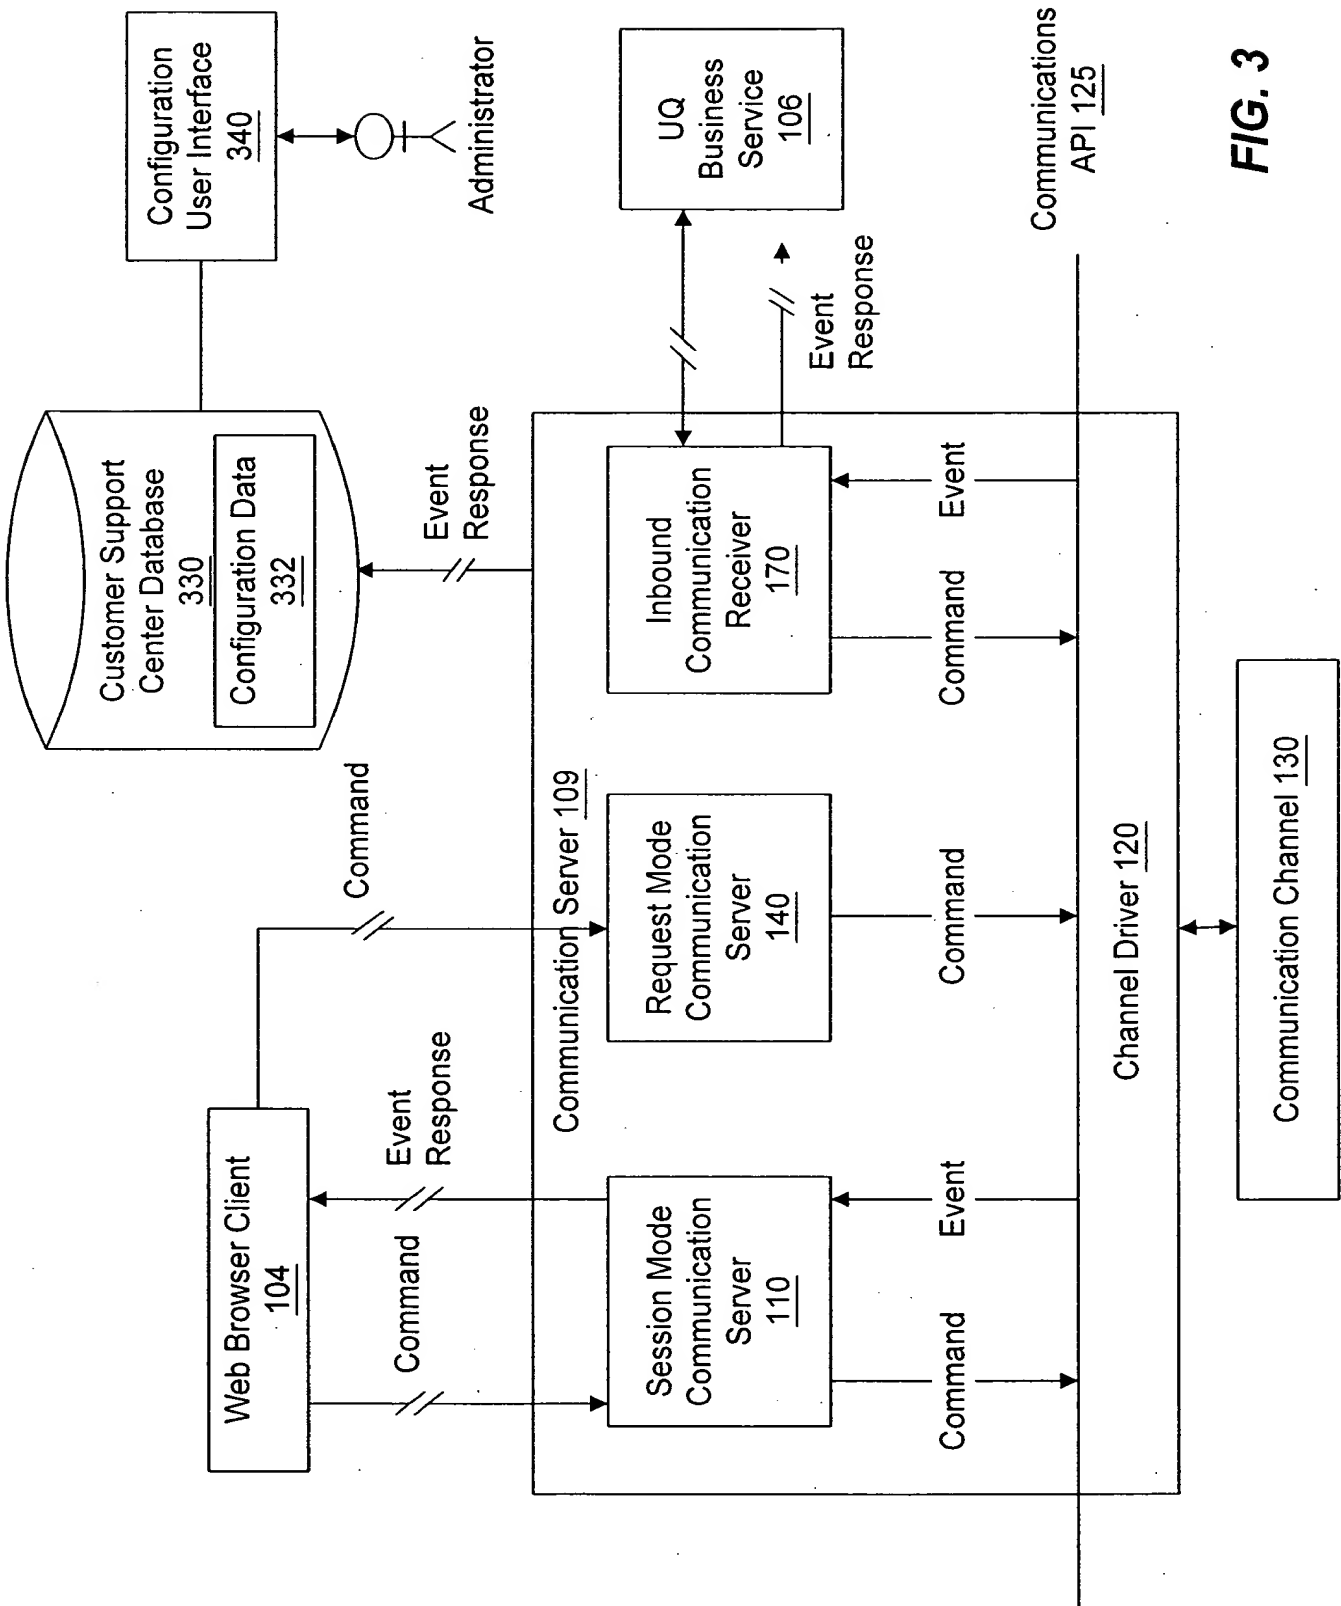 Web Browser Client
104
Command
Event
Response
Command
Customer Support
Center Database
330
Configuration Data
332
Configuration
User Interface
340
Administrator
Event
Response
Communication Server 109
Session Mode
Communication
Server
110
Request Mode
Communication
Server
140
Inbound
Communication
Receiver
170
UQ
Business
Service
106
Event
Response
Command
Event
Command
Command
Event
Communications
API 125
Channel Driver 120
Communication Channel 130
FIG. 3